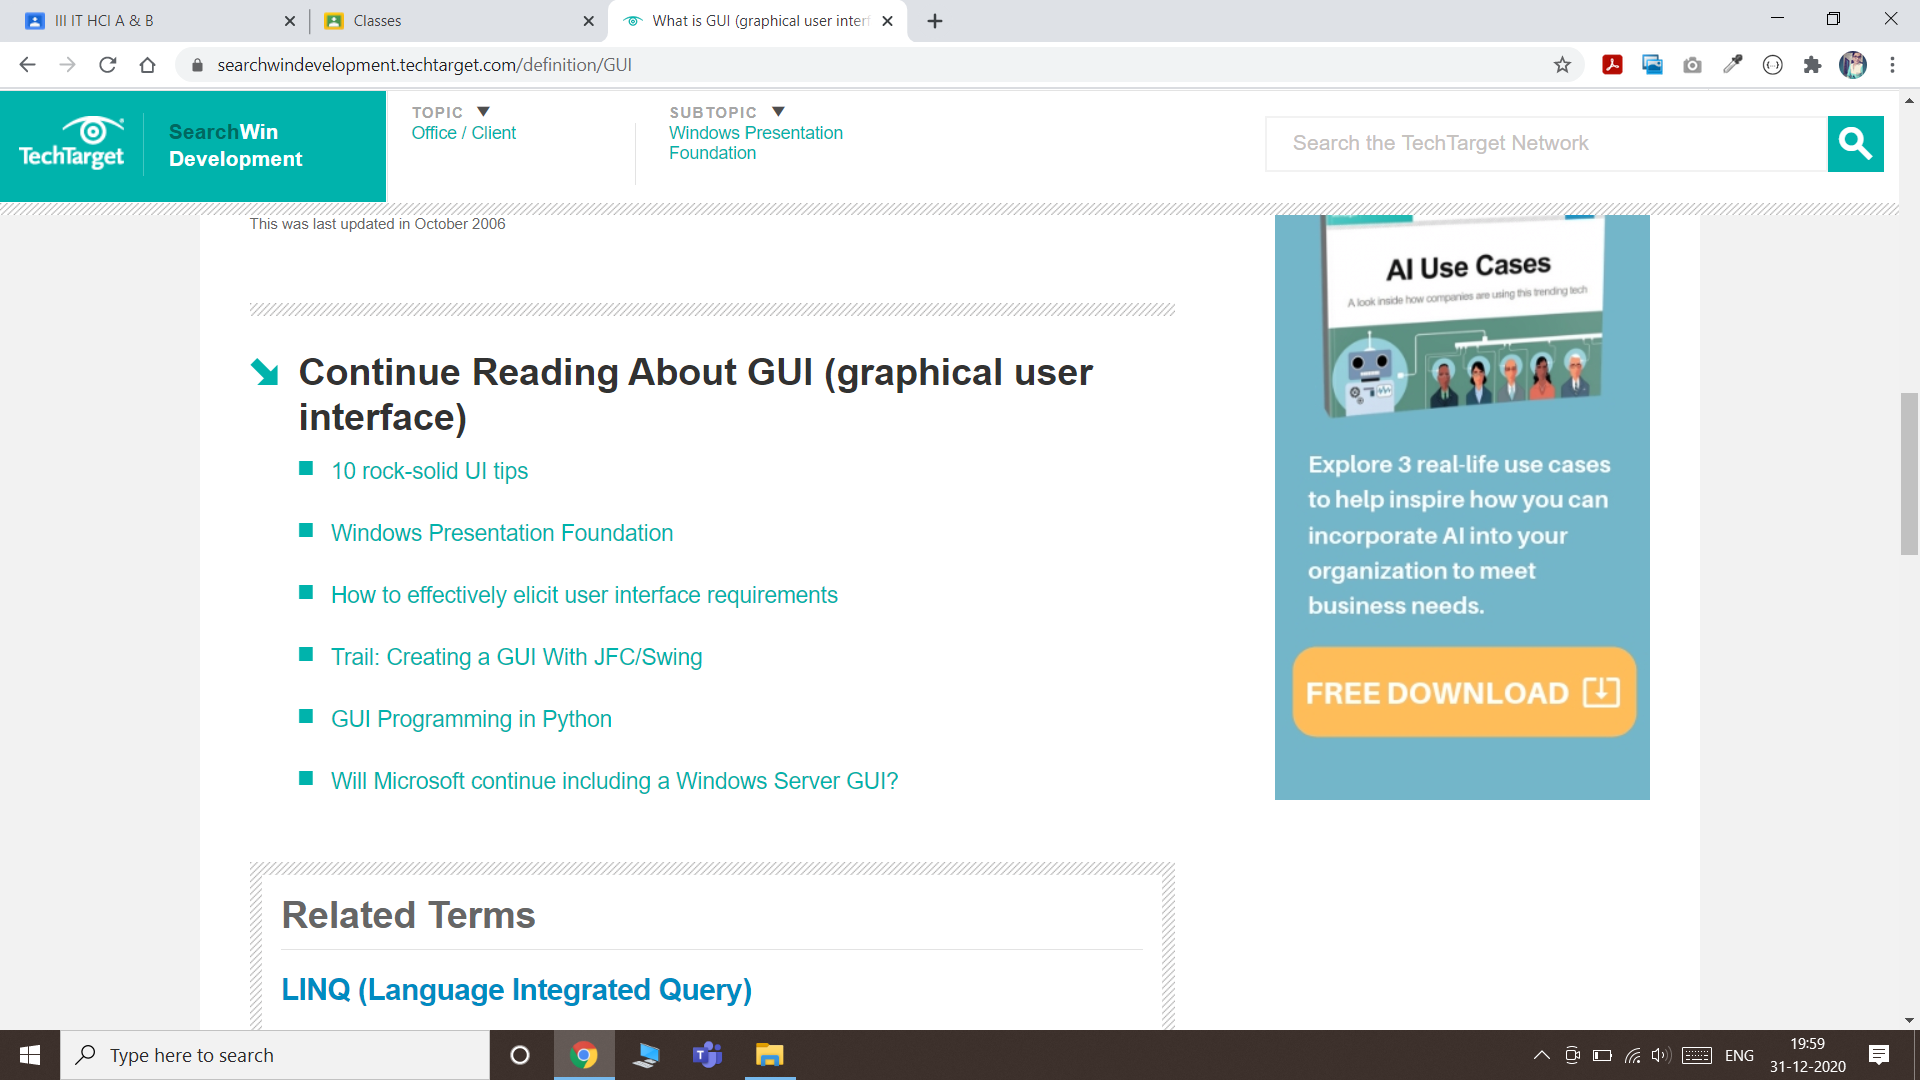 III IT HCI A & B
Classes
What is GUI (graphical user interf
searchwindevelopment.techtarget.com/definition/GUI
TechTarget
SearchWin
Development
TOPIC
Office / Client
SUBTOPIC
Windows Presentation
Foundation
Search the TechTarget Network
This was last updated in October 2006
Continue Reading About GUI (graphical user
interface)
10 rock-solid UI tips
Windows Presentation Foundation
How to effectively elicit user interface requirements
Trail: Creating a GUI With JFC/Swing
GUI Programming in Python
Will Microsoft continue including a Windows Server GUI?
Related Terms
LINQ (Language Integrated Query)
AI Use Cases
A look inside how companies are using this trending tech
Explore 3 real-life use cases
to help inspire how you can
incorporate AI into your
organization to meet
business needs.
FREE DOWNLOAD
Type here to search
ENG
19:59
31-12-2020